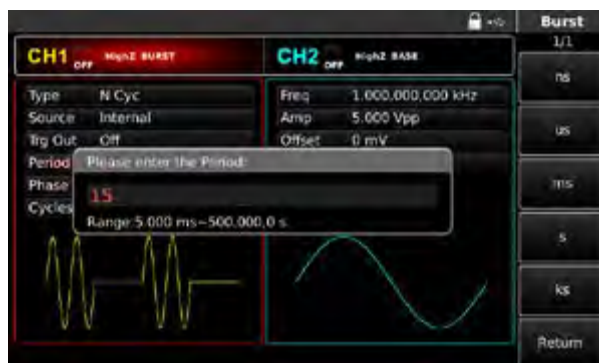 Burst
1/1
CH1 OFF HighZ BURST
CH2 OFF HighZ BASE
Type N Cyc
Source Internal
Trg Out Off
Period
Phase
Cycles
Freq 1.000,000,000 kHz
Amp 5.000 Vpp
Offset 0 mV
Please enter the Period:
15
Range:5.000 ms~500.000,0 s
ns
us
ms
s
ks
Return